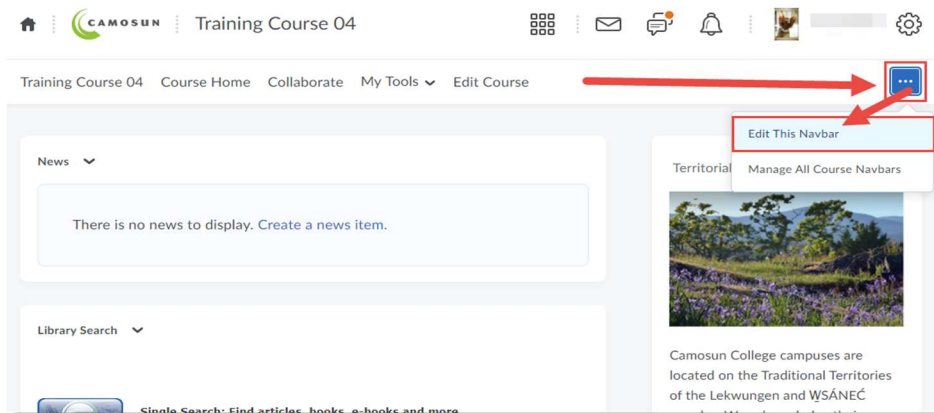 CAMOSUN
Training Course 04
Training Course 04 Course Home Collaborate My Tools Edit Course
...
Edit This Navbar
Manage All Course Navbars
News
There is no news to display. Create a news item.
Territorial
Library Search
Single Search: Find articles, books, e-books and more
Camosun College campuses are
located on the Traditional Territories
of the Lekwungen and W̱SÁNEĆ